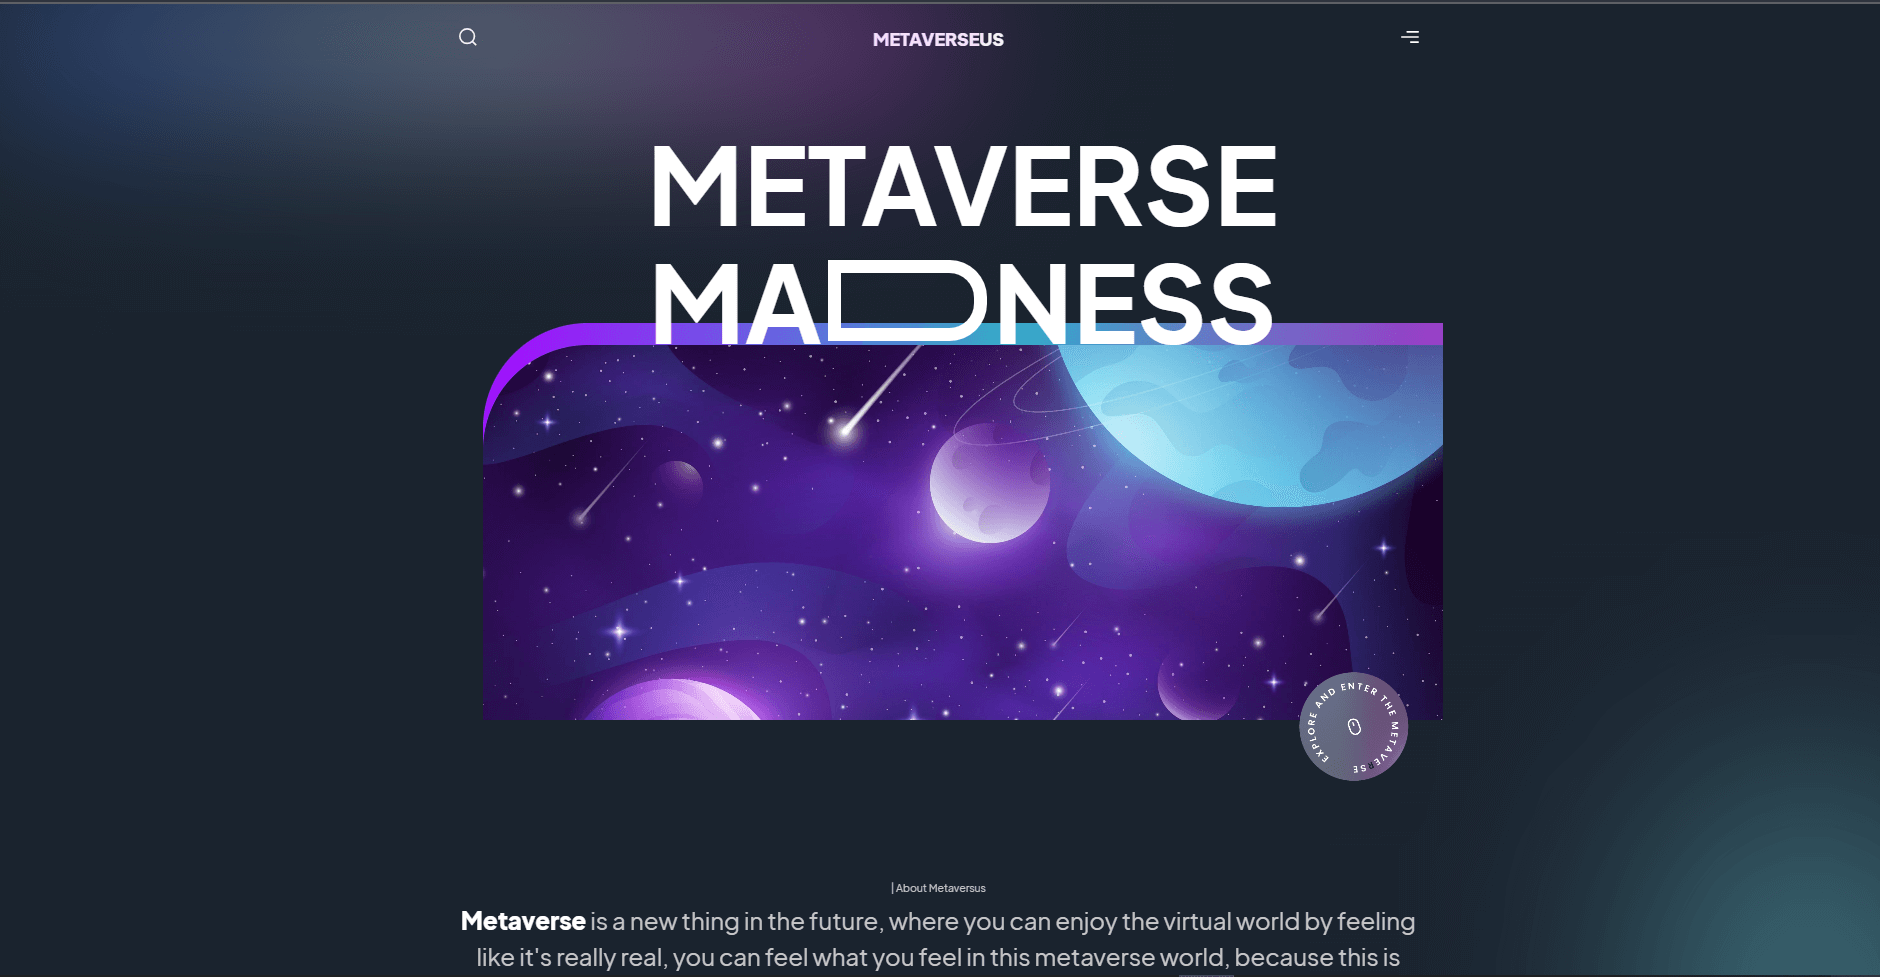 METAVERSEUS
METAVERSE
MADNESS
EXPLORE AND ENTER THE METAVERSE
| About Metaversus
Metaverse is a new thing in the future, where you can enjoy the virtual world by feeling
like it's really real, you can feel what you feel in this metaverse world, because this is